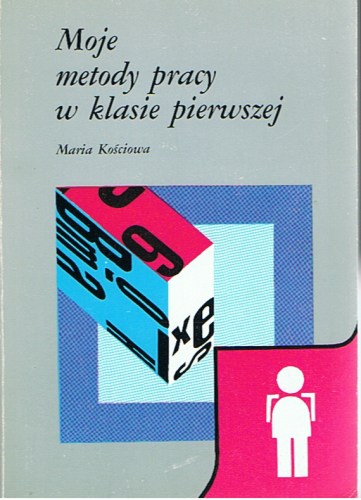 Moje
metody pracy
w klasie pierwszej
Maria Kościowa